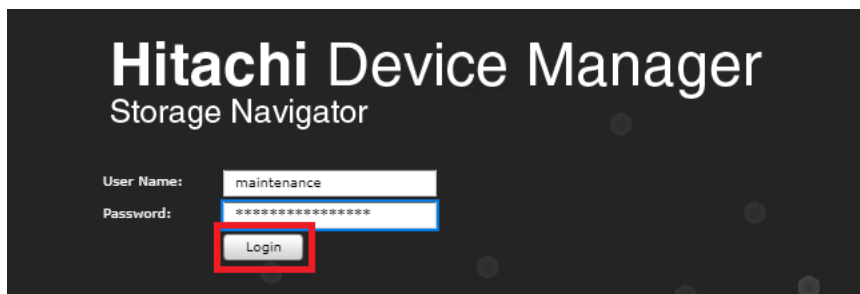 Hitachi Device Manager
Storage Navigator
User Name: maintenance
Password: ****************
Login